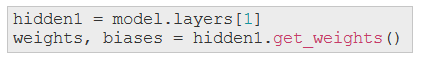 hidden1 = model.layers[1]
weights, biases = hidden1.get_weights()